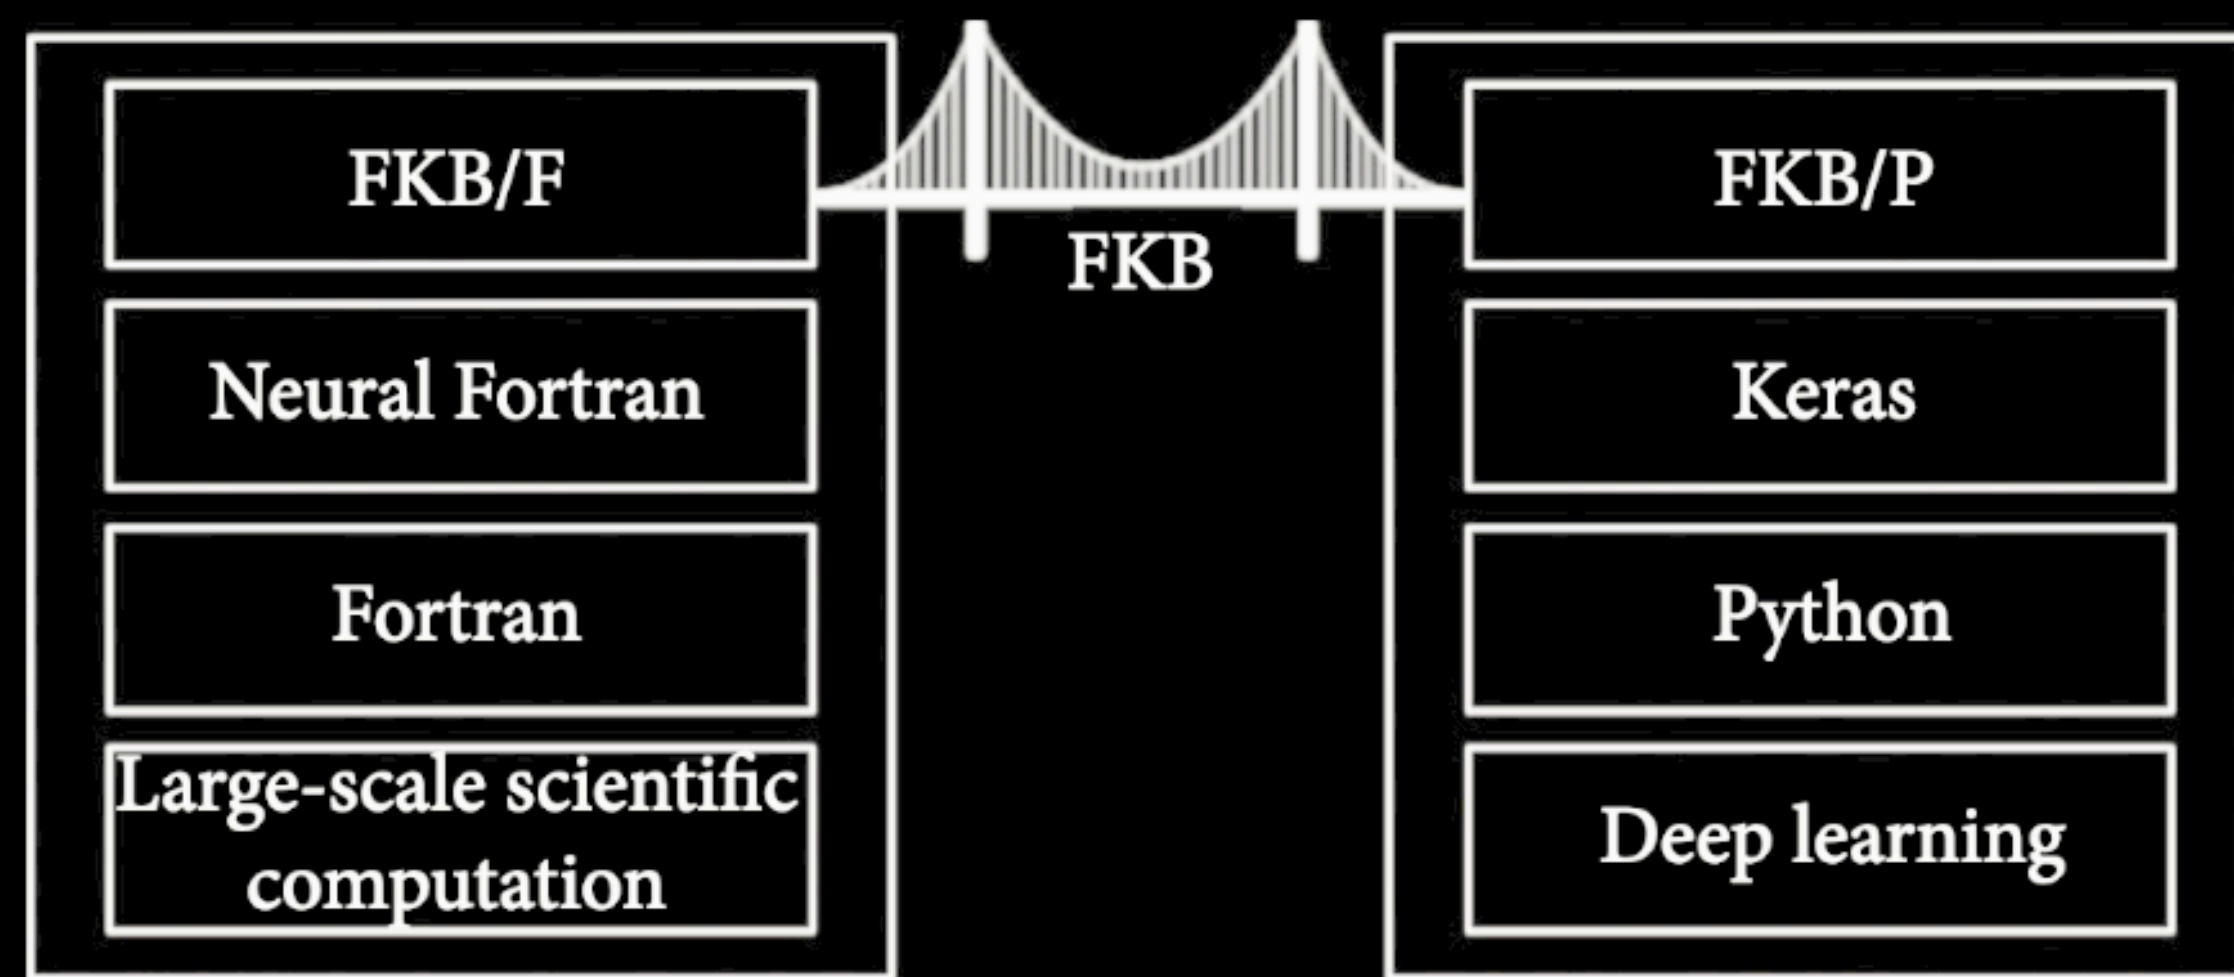 FKB/F
Neural Fortran
Fortran
Large-scale scientific
computation
FKB
FKB/P
Keras
Python
Deep learning